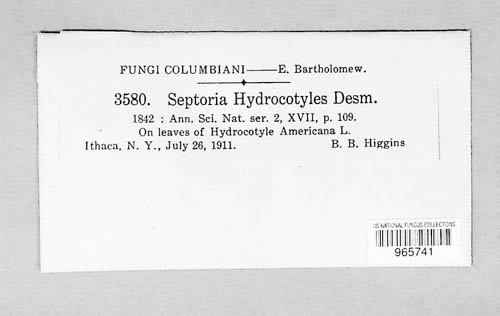 FUNGI COLUMBIANI——E. Bartholomew.
3580. Septoria Hydrocotyles Desm.
1842 : Ann. Sci. Nat. ser. 2, XVII, p. 109.
On leaves of Hydrocotyle Americana L.
Ithaca, N. Y., July 26, 1911. B. B. Higgins
US NATIONAL FUNGUS COLLECTIONS
965741